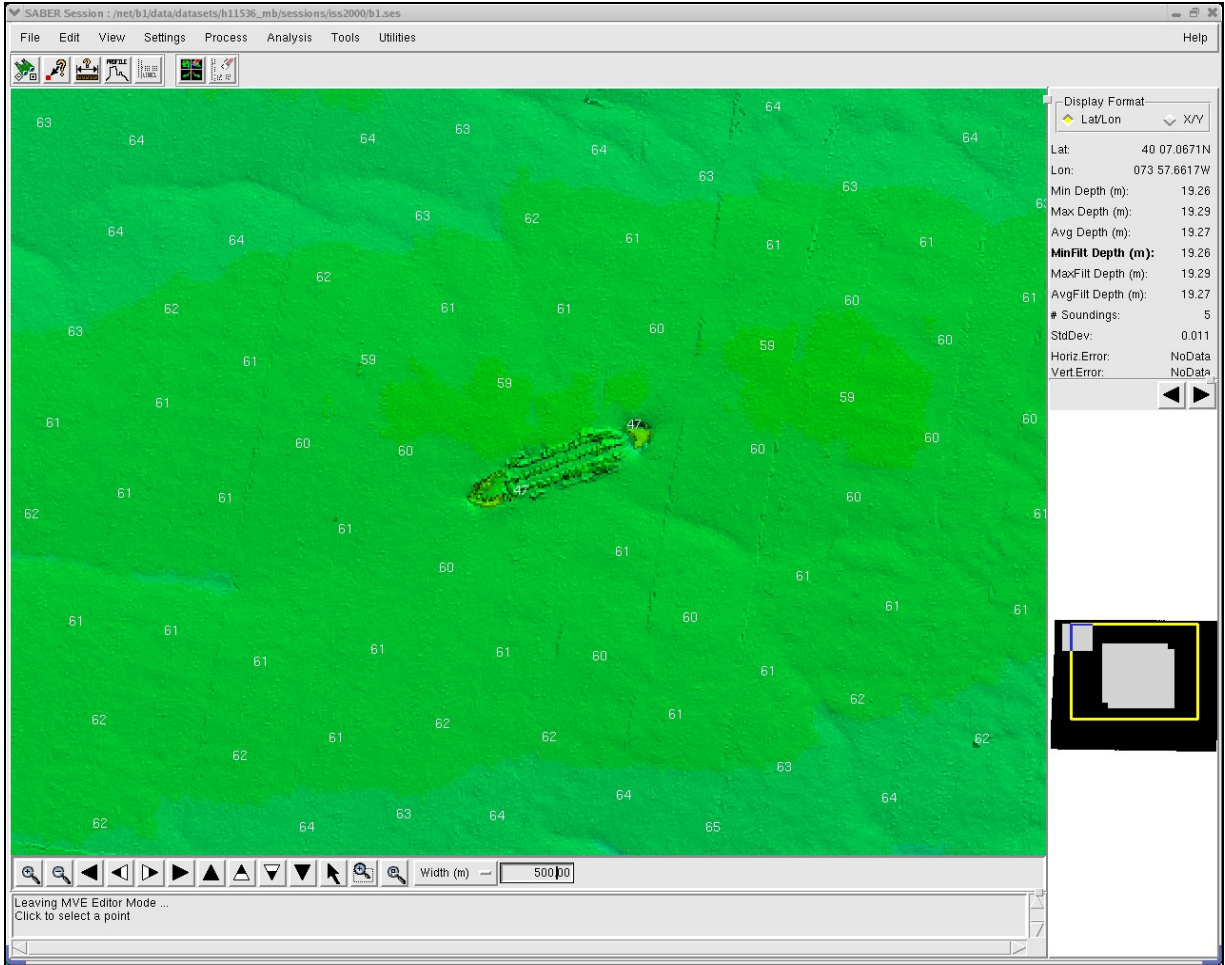 SABER Session : /net/b1/data/datasets/h11536_mb/sessions/iss2000/b1.ses
File Edit View Settings Process Analysis Tools Utilities Help
PROFILE
Display Format
Lat/Lon X/Y
Lat: 40 07.0671N
Lon: 073 57.6617W
Min Depth (m): 19.26
Max Depth (m): 19.29
Avg Depth (m): 19.27
MinFilt Depth (m): 19.26
MaxFilt Depth (m): 19.29
AvgFilt Depth (m): 19.27
# Soundings: 5
StdDev: 0.011
Horiz.Error: NoData
Vert.Error: NoData
64
63 64 64 63 64 64
63 63 6
64 64 63 62 61 61 61
62 62 61 61 60 60 61
63 61 59 60 59 60
61 61 59 59 60
60 60 47 60 60
61 61 47 60
62 61 61
60 61 61
61 61 60 61 61
61 61 61 61 60 61
62 62 61 62 62
62 61 62 62
63
62 64 63 64 64 65 64
Width (m) 500.00
Leaving MVE Editor Mode ...
Click to select a point